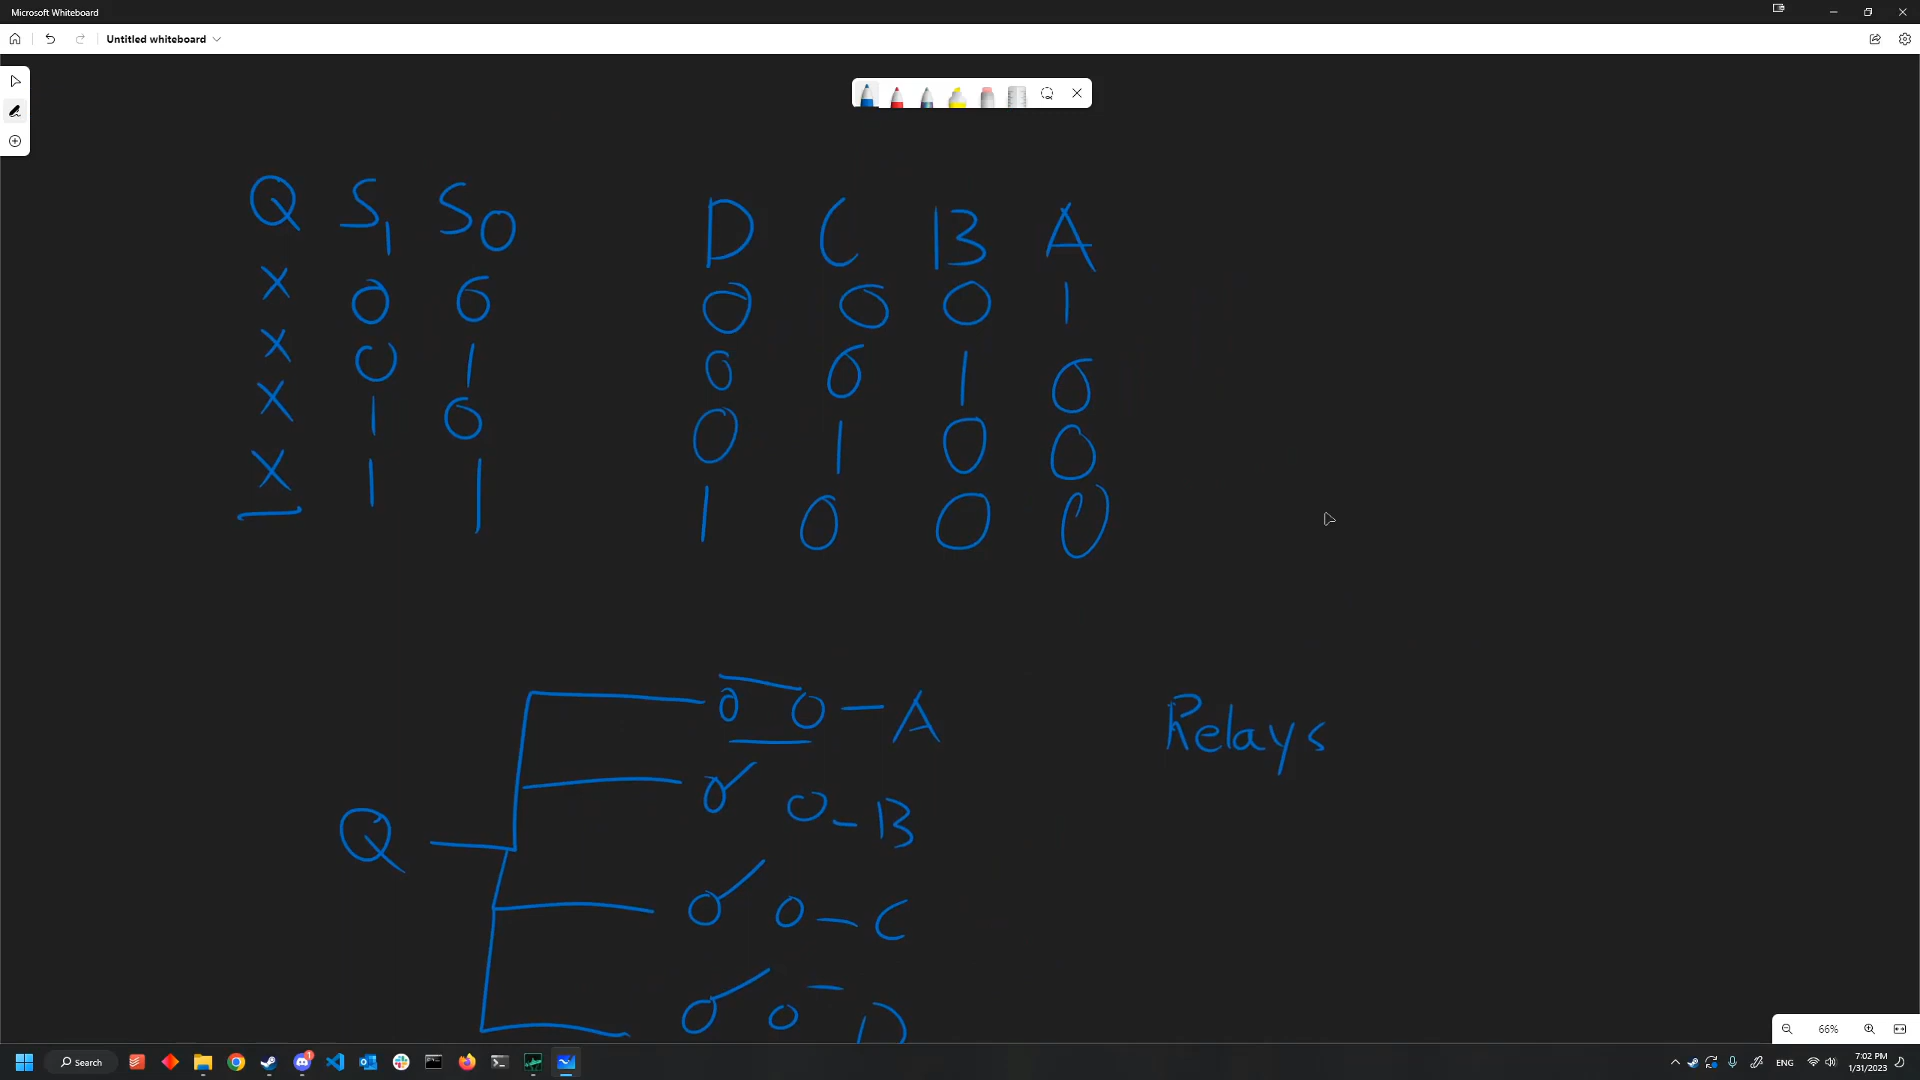 Microsoft Whiteboard
Untitled whiteboard
Q S1 S0 D C B A
X 0 0 0 0 0 1
X 0 1 0 0 1 0
X 1 0 0 1 0 0
X 1 1 1 0 0 0
A
Relays
B
Q
C
D
66%
Search
ENG
7:02 PM
1/31/2023